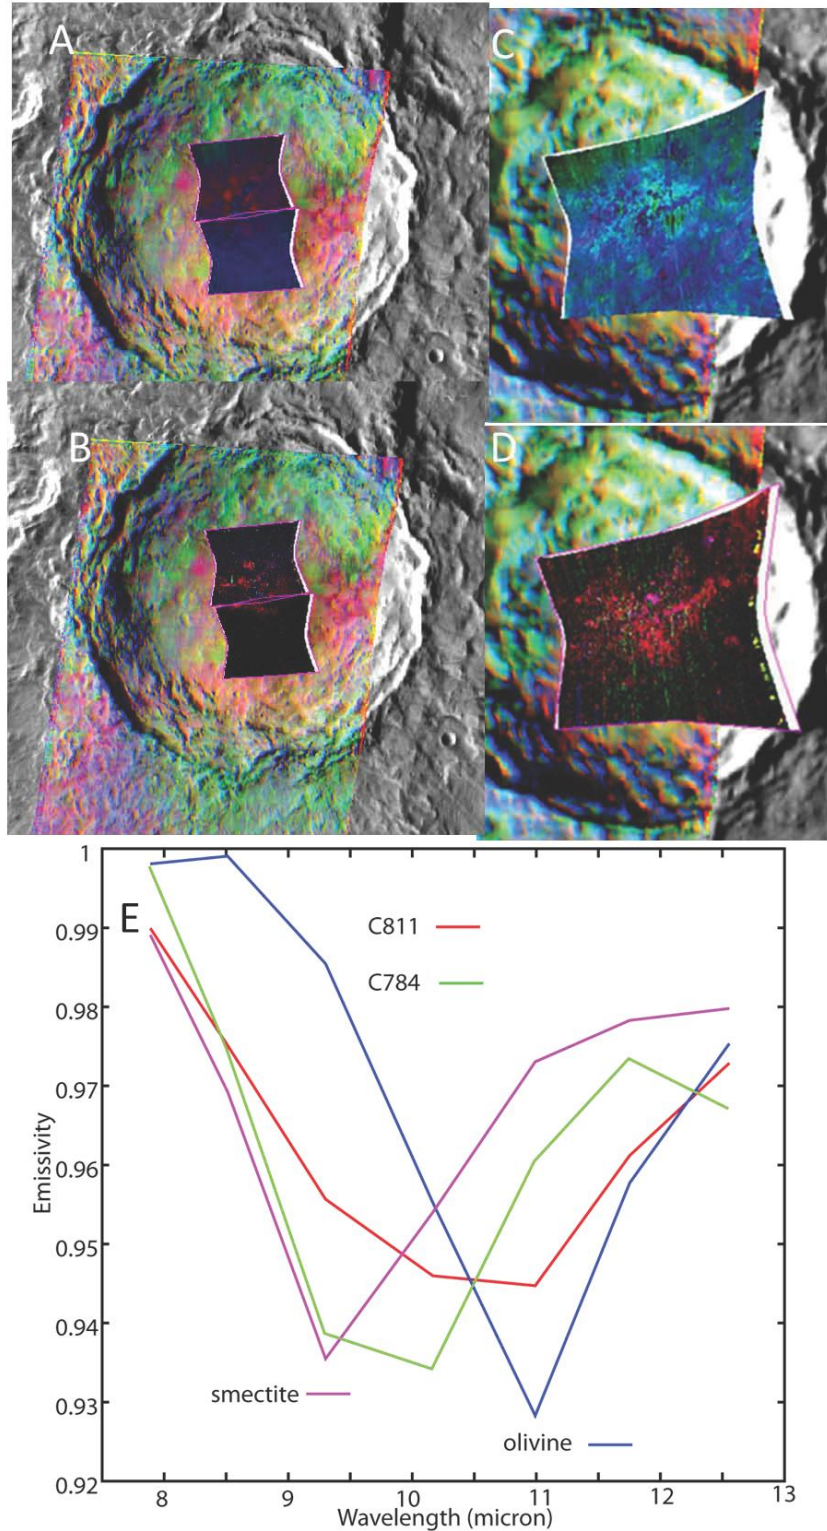 A
C
B
D
E
C811
C784
smectite
olivine
1
0.99
0.98
0.97
0.96
0.95
0.94
0.93
0.92
Emissivity
8 9 10 11 12 13
Wavelength (micron)